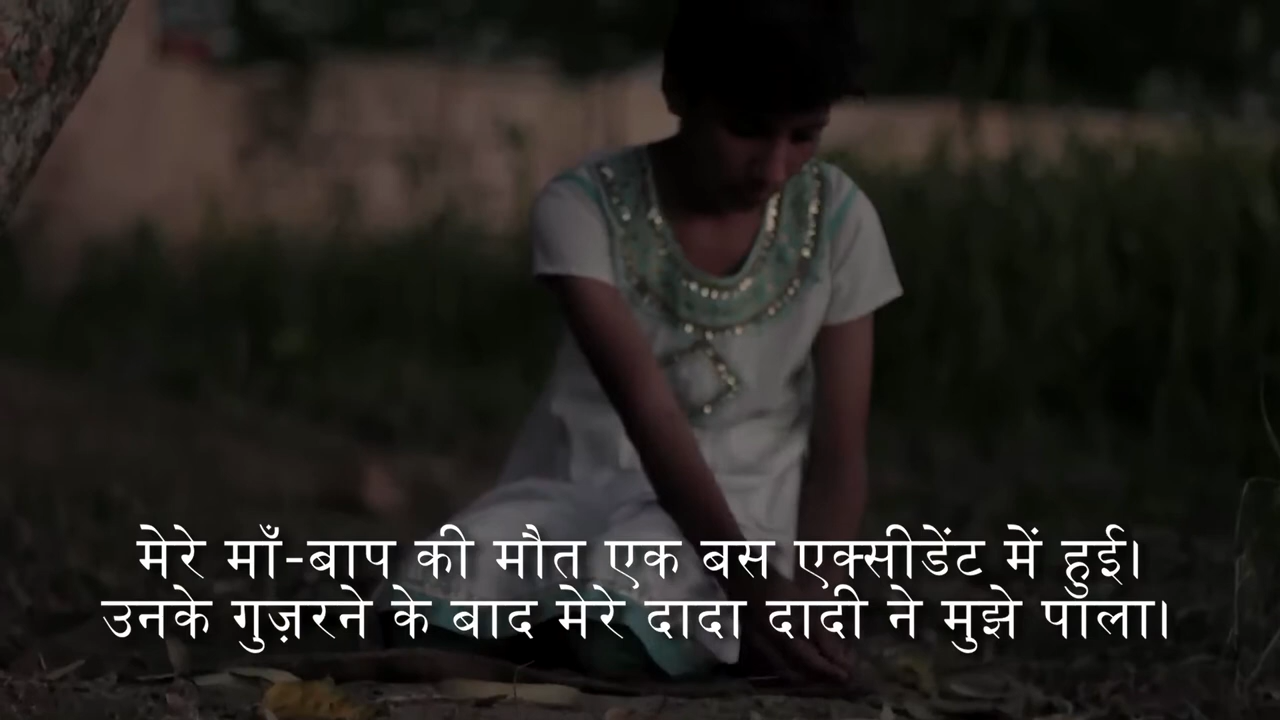 मेरे माँ-बाप की मौत एक बस एक्सीडेंट में हुई।
उनके गुज़रने के बाद मेरे दादा दादी ने मुझे पाला।